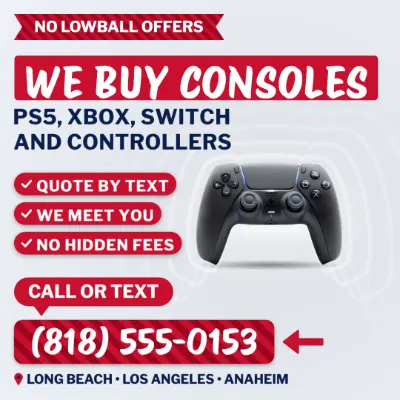 NO LOWBALL OFFERS
WE BUY CONSOLES
PS5, XBOX, SWITCH
AND CONTROLLERS
QUOTE BY TEXT
WE MEET YOU
NO HIDDEN FEES
CALL OR TEXT
(818) 555-0153
LONG BEACH • LOS ANGELES • ANAHEIM